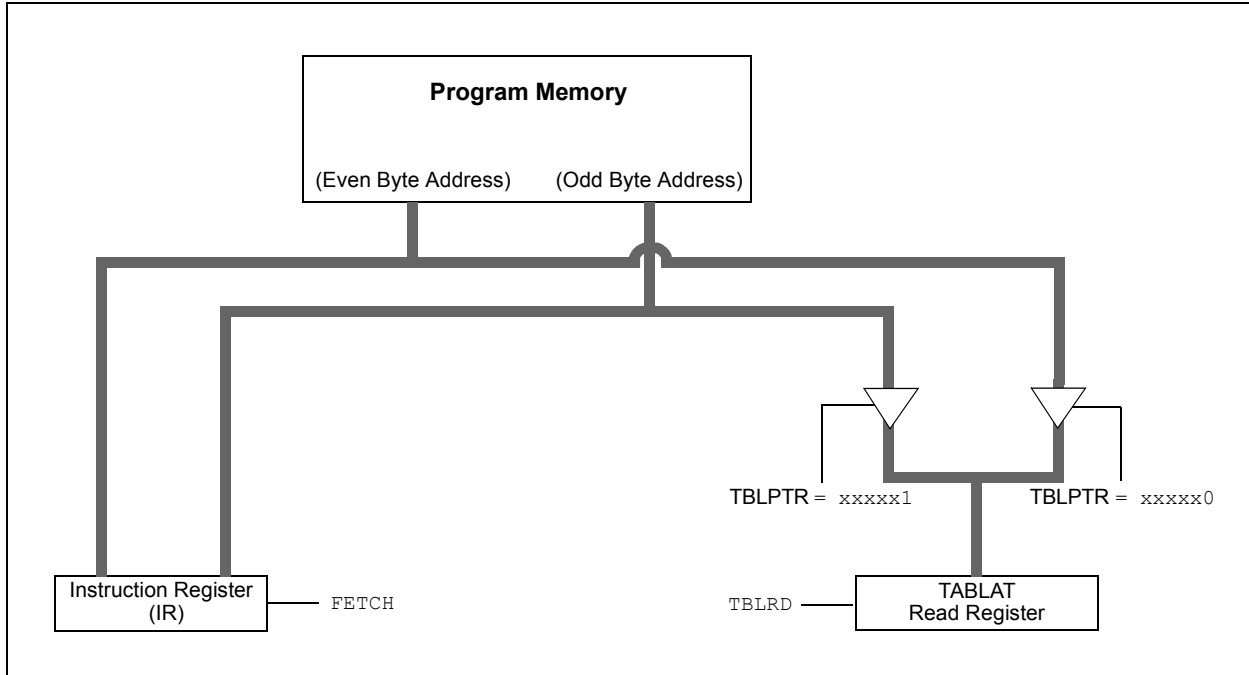 Program Memory
(Even Byte Address) (Odd Byte Address)
TBLPTR = xxxxx1 TBLPTR = xxxxx0
Instruction Register
(IR)
FETCH
TBLRD
TABLAT
Read Register